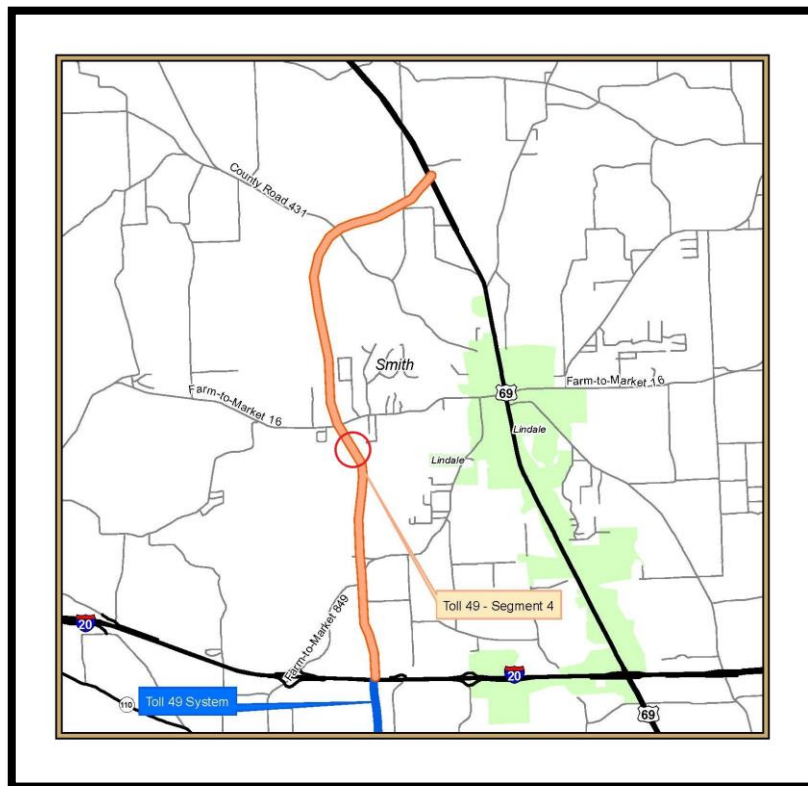 County Road 431
Smith
Farm-to-Market 16
69
Farm-to-Market 16
Lindale
Lindale
Toll 49 - Segment 4
Farm-to-Market 849
20
20
110
Toll 49 System
69